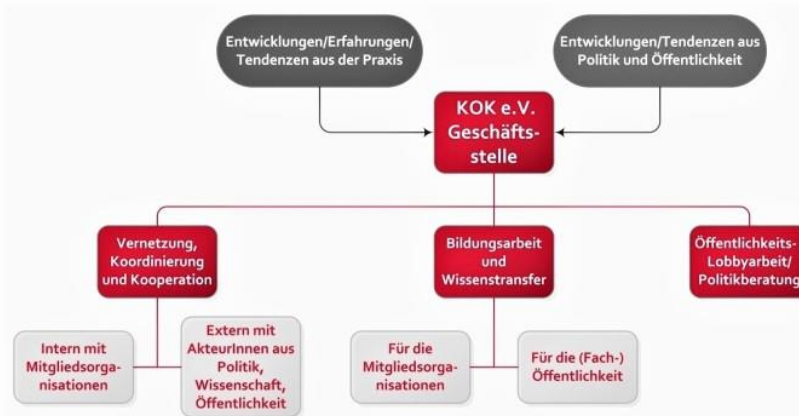 Entwicklungen/Erfahrungen/
Tendenzen aus der Praxis
Entwicklungen/Tendenzen aus
Politik und Öffentlichkeit
KOK e.V.
Geschäfts-
stelle
Vernetzung,
Koordinierung
und Kooperation
Bildungsarbeit
und
Wissenstransfer
Öffentlichkeits-
Lobbyarbeit/
Politikberatung
Intern mit
Mitgliedsorga-
nisationen
Extern mit
AkteurInnen aus
Politik,
Wissenschaft,
Öffentlichkeit
Für die
Mitgliedsorga-
nisationen
Für die (Fach-)
Öffentlichkeit